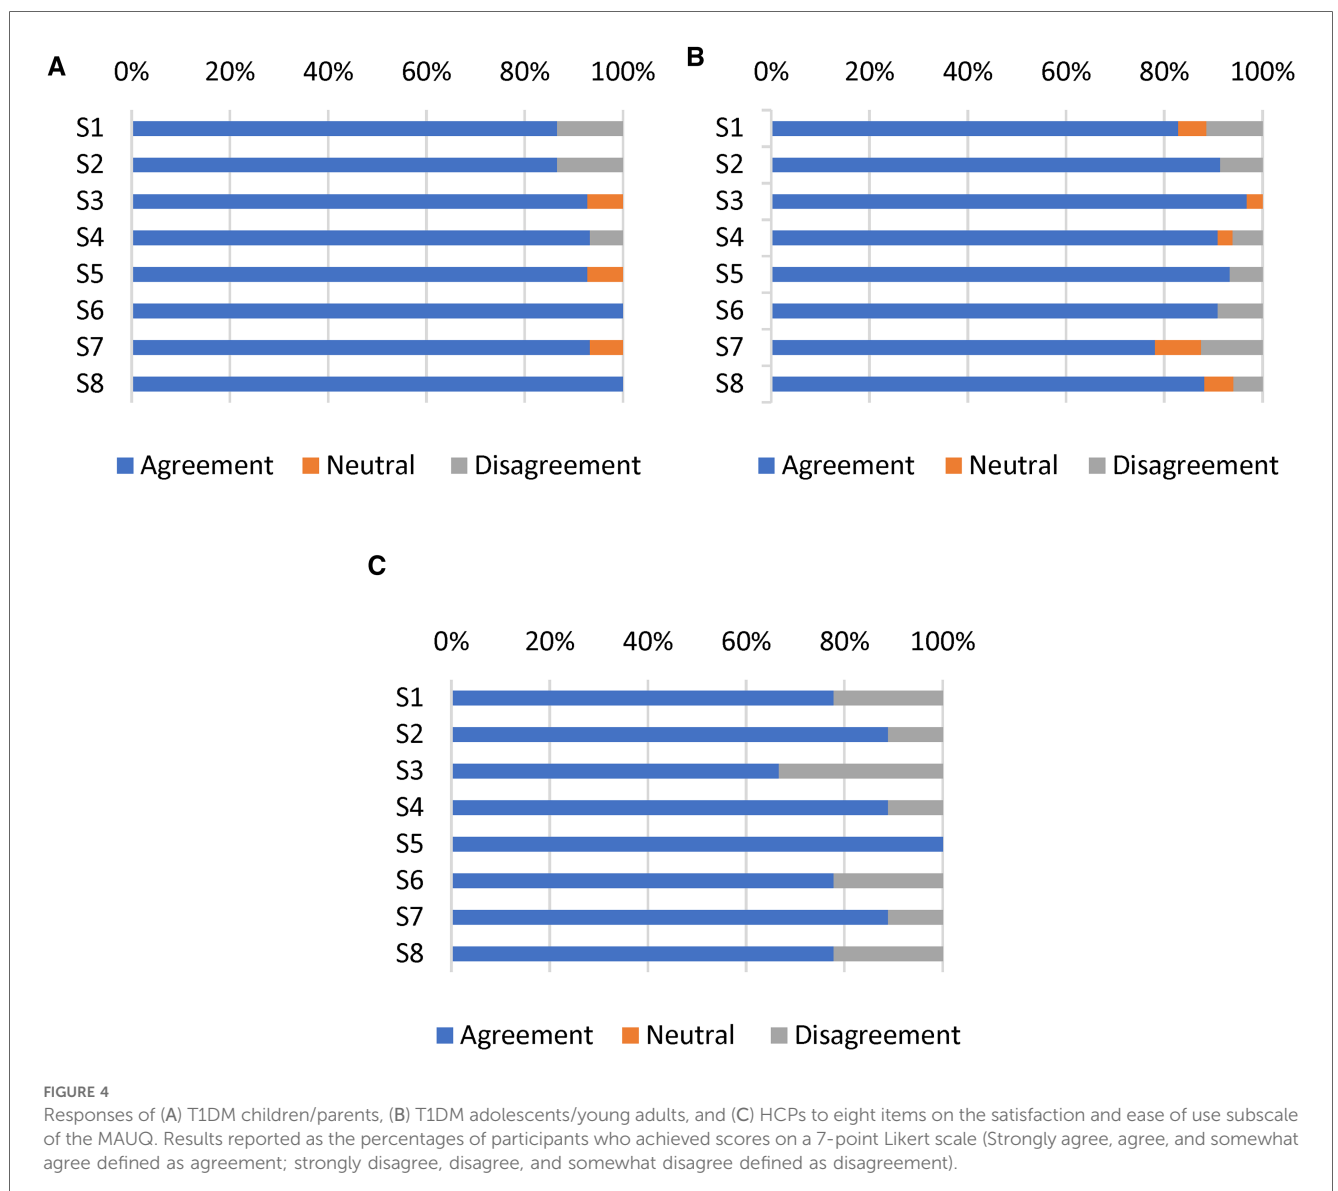 A
0% 20% 40% 60% 80% 100%
S1
S2
S3
S4
S5
S6
S7
S8
Agreement Neutral Disagreement
B
0% 20% 40% 60% 80% 100%
S1
S2
S3
S4
S5
S6
S7
S8
Agreement Neutral Disagreement
C
0% 20% 40% 60% 80% 100%
S1
S2
S3
S4
S5
S6
S7
S8
Agreement Neutral Disagreement
FIGURE 4
Responses of (A) T1DM children/parents, (B) T1DM adolescents/young adults, and (C) HCPs to eight items on the satisfaction and ease of use subscale
of the MAUQ. Results reported as the percentages of participants who achieved scores on a 7-point Likert scale (Strongly agree, agree, and somewhat
agree defined as agreement; strongly disagree, disagree, and somewhat disagree defined as disagreement).